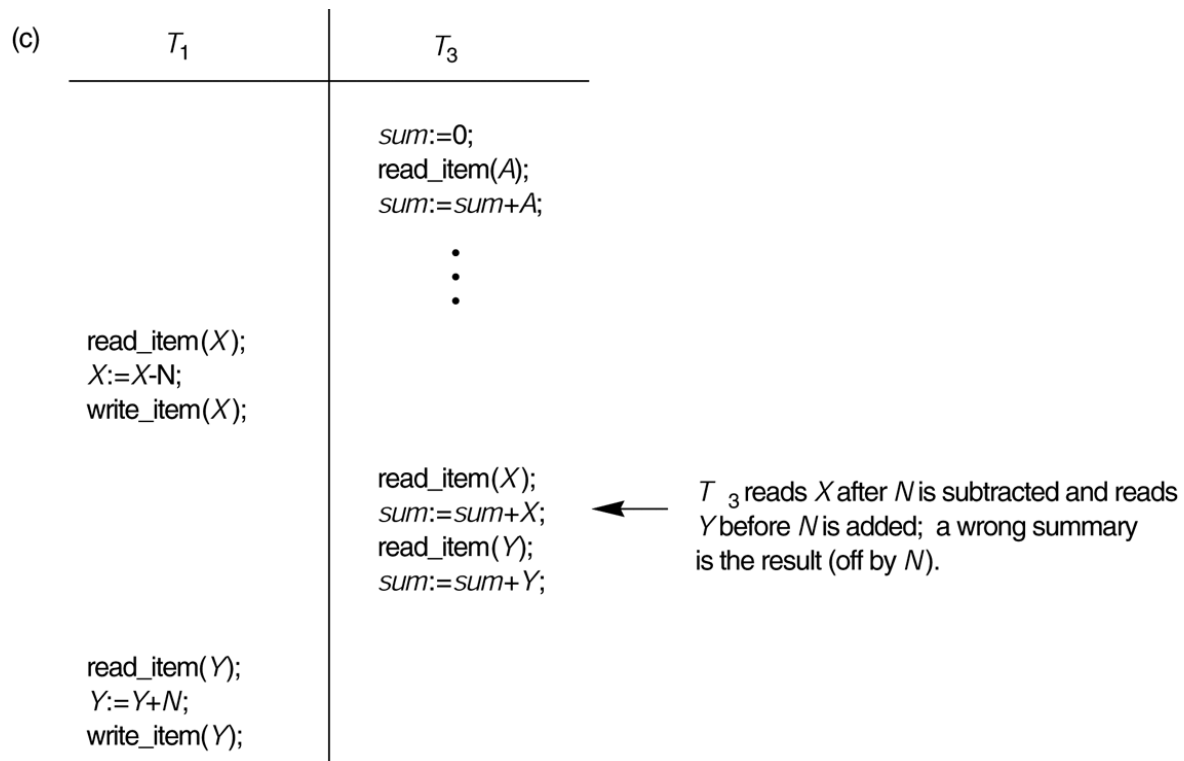 (c)
T1
T3
sum:=0;
read_item(A);
sum:=sum+A;
read_item(X);
X:=X-N;
write_item(X);
read_item(X);
sum:=sum+X;
read_item(Y);
sum:=sum+Y;
T 3 reads X after N is subtracted and reads
Y before N is added; a wrong summary
is the result (off by N).
read_item(Y);
Y:=Y+N;
write_item(Y);